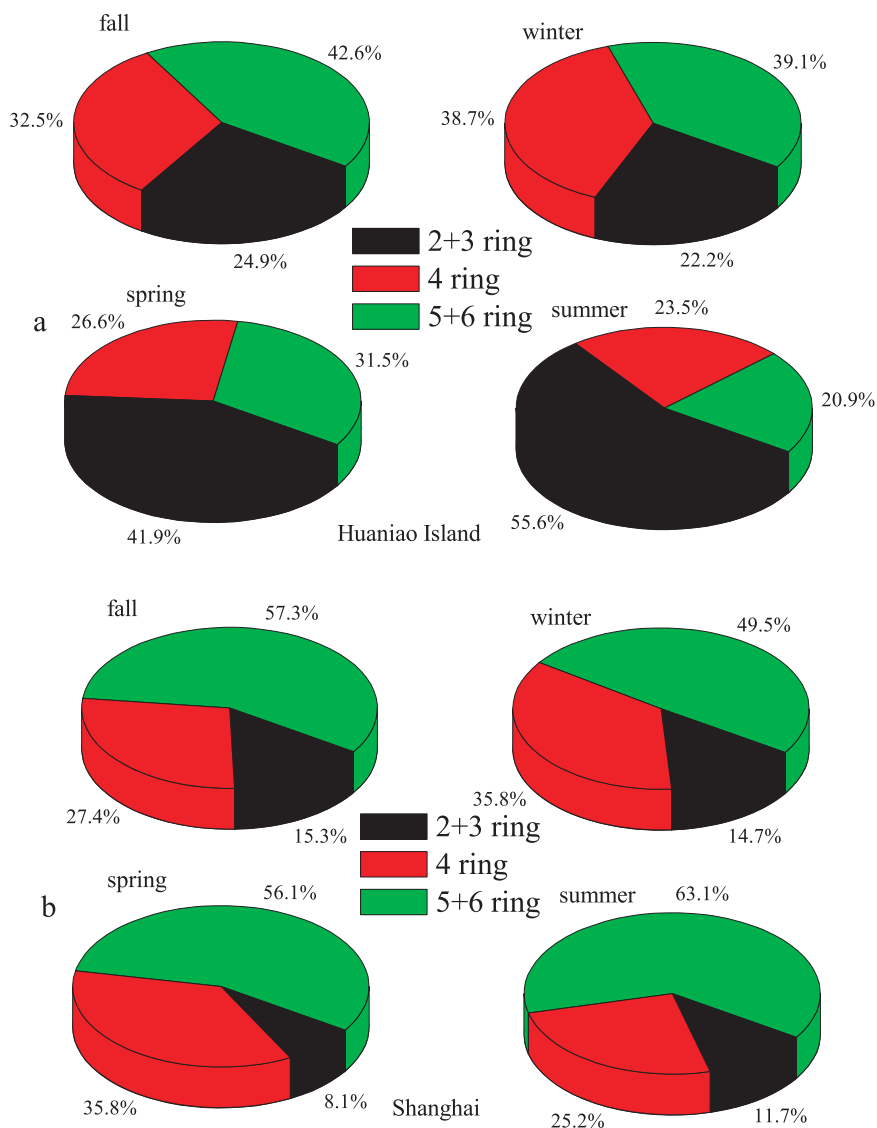 fall
42.6%
32.5%
24.9%
winter
39.1%
38.7%
22.2%
2+3 ring
4 ring
5+6 ring
a
spring
26.6%
31.5%
41.9%
summer
23.5%
20.9%
55.6%
Huaniao Island
fall
57.3%
27.4%
15.3%
winter
49.5%
35.8%
14.7%
2+3 ring
4 ring
5+6 ring
b
spring
56.1%
35.8%
8.1%
summer
63.1%
25.2%
11.7%
Shanghai